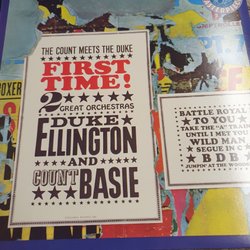 THE COUNT MEETS THE DUKE
FIRST
TIME!
2 GREAT ORCHESTRAS
DUKE
ELLINGTON
AND
COUNT BASIE
BOXER
BATTLE ROYAL
TO YOU
TAKE THE "A" TRAIN
UNTIL I MET YOU
WILD MAN
SEGUE IN C
B D B
JUMPIN' AT THE WOODSIDE